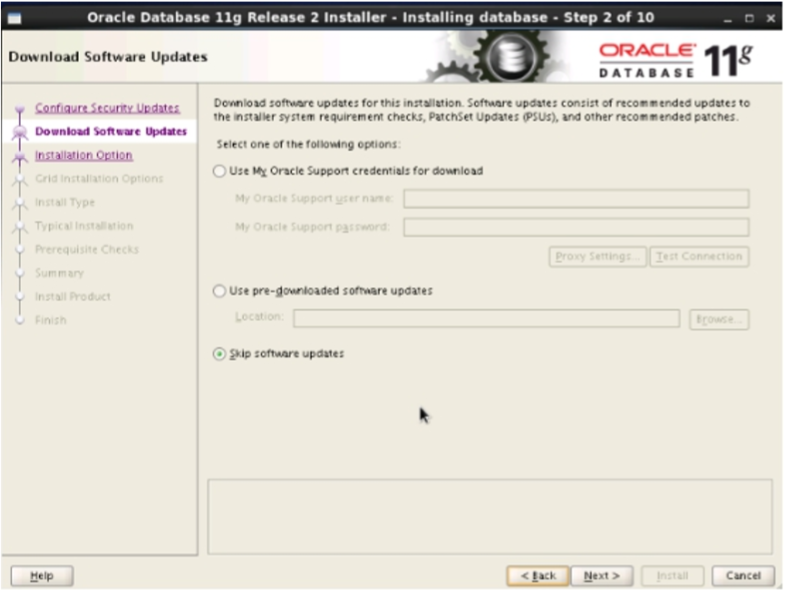 Oracle Database 11g Release 2 Installer - Installing database - Step 2 of 10
Download Software Updates
ORACLE
DATABASE 11g
Configure Security Updates
Download Software Updates
Installation Option
Grid Installation Options
Install Type
Typical Installation
Prerequisite Checks
Summary
Install Product
Finish
Download software updates for this installation. Software updates consist of recommended updates to
the installer system requirement checks, PatchSet Updates (PSUs), and other recommended patches.
Select one of the following options:
Use My Oracle Support credentials for download
My Oracle Support user name:
My Oracle Support password:
Proxy Settings... Test Connection
Use pre-downloaded software updates
Location: Browse...
Skip software updates
Help < Back Next > Install Cancel